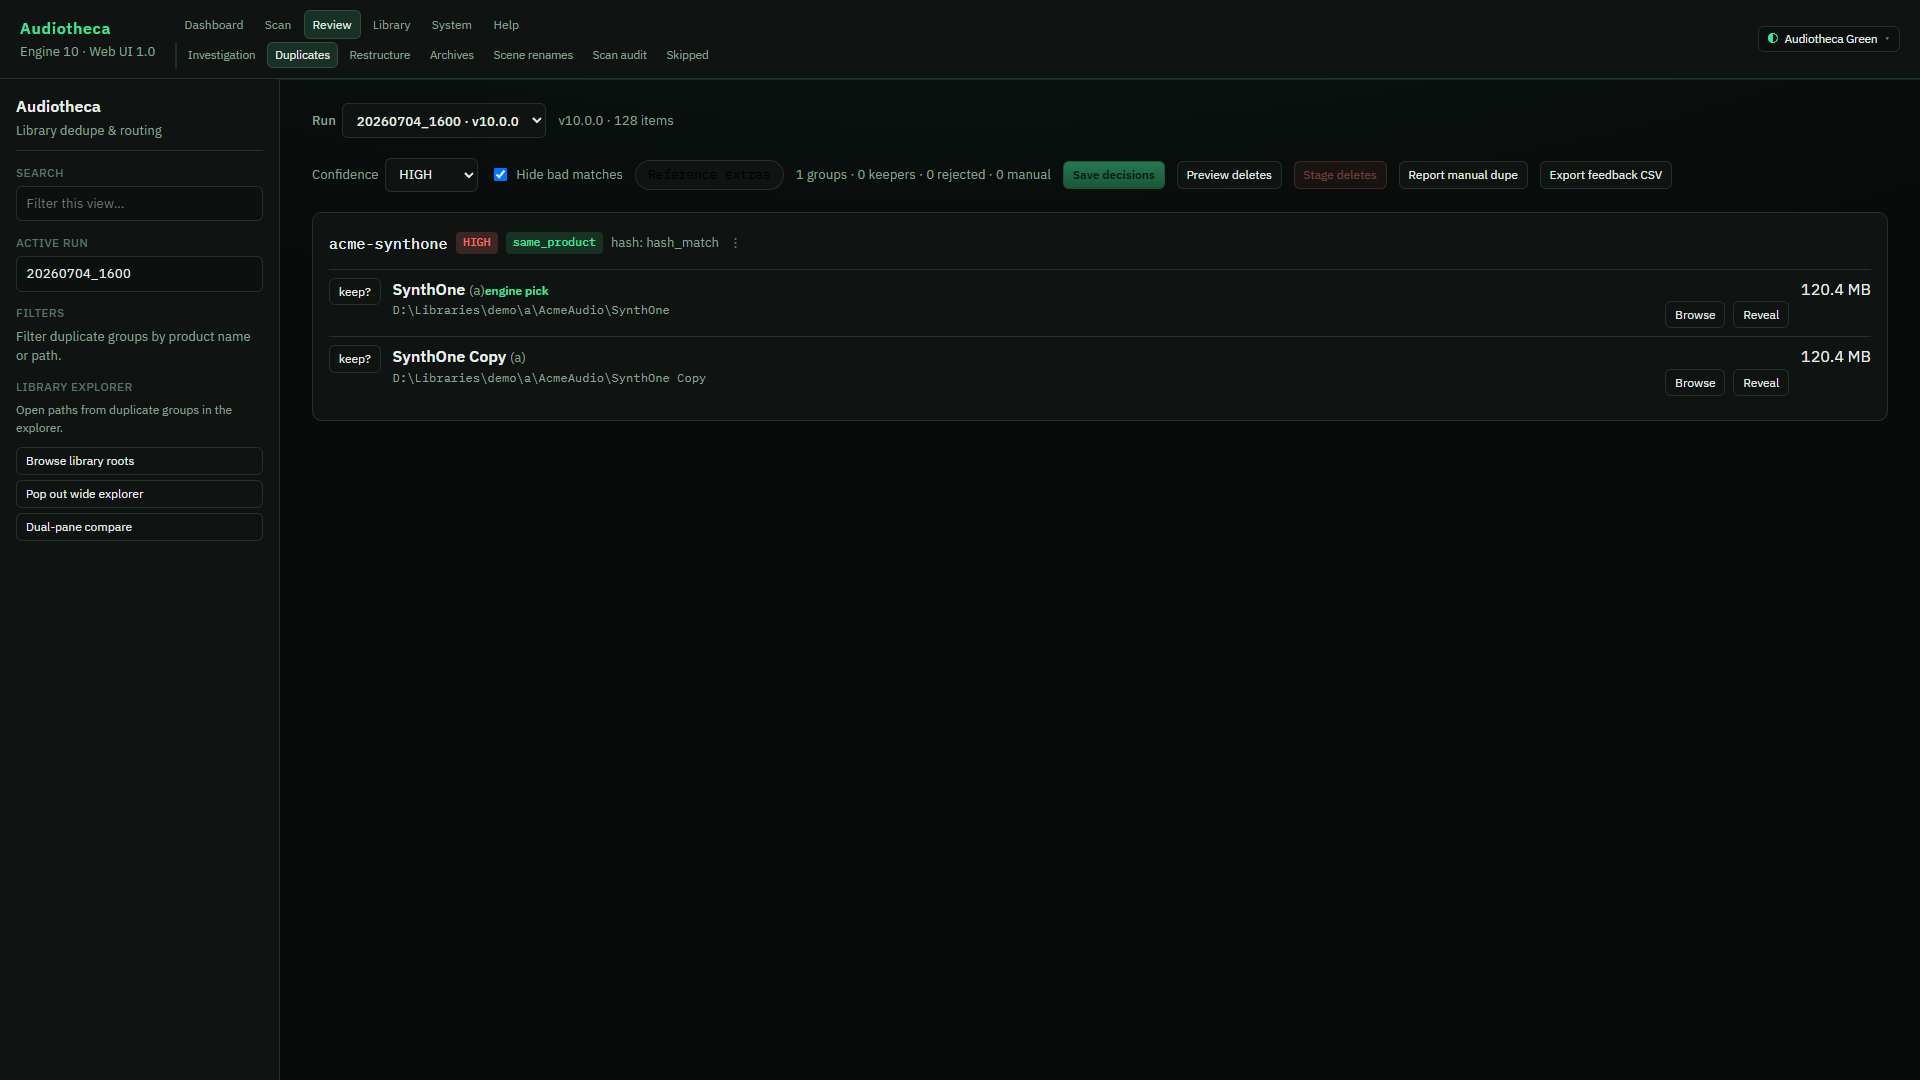 Audiotheca
Engine 10 · Web UI 1.0
Dashboard Scan Review Library System Help
Investigation Duplicates Restructure Archives Scene renames Scan audit Skipped
Audiotheca Green
Audiotheca
Library dedupe & routing
SEARCH
Filter this view...
ACTIVE RUN
20260704_1600
FILTERS
Filter duplicate groups by product name
or path.
LIBRARY EXPLORER
Open paths from duplicate groups in the
explorer.
Browse library roots
Pop out wide explorer
Dual-pane compare
Run 20260704_1600 · v10.0.0 v10.0.0 · 128 items
Confidence HIGH Hide bad matches Reference extras 1 groups · 0 keepers · 0 rejected · 0 manual Save decisions Preview deletes Stage deletes Report manual dupe Export feedback CSV
acme-synthone HIGH same_product hash: hash_match ⋮
keep? SynthOne (a)engine pick 120.4 MB
D:\Libraries\demo\a\AcmeAudio\SynthOne
Browse Reveal
keep? SynthOne Copy (a) 120.4 MB
D:\Libraries\demo\a\AcmeAudio\SynthOne Copy
Browse Reveal